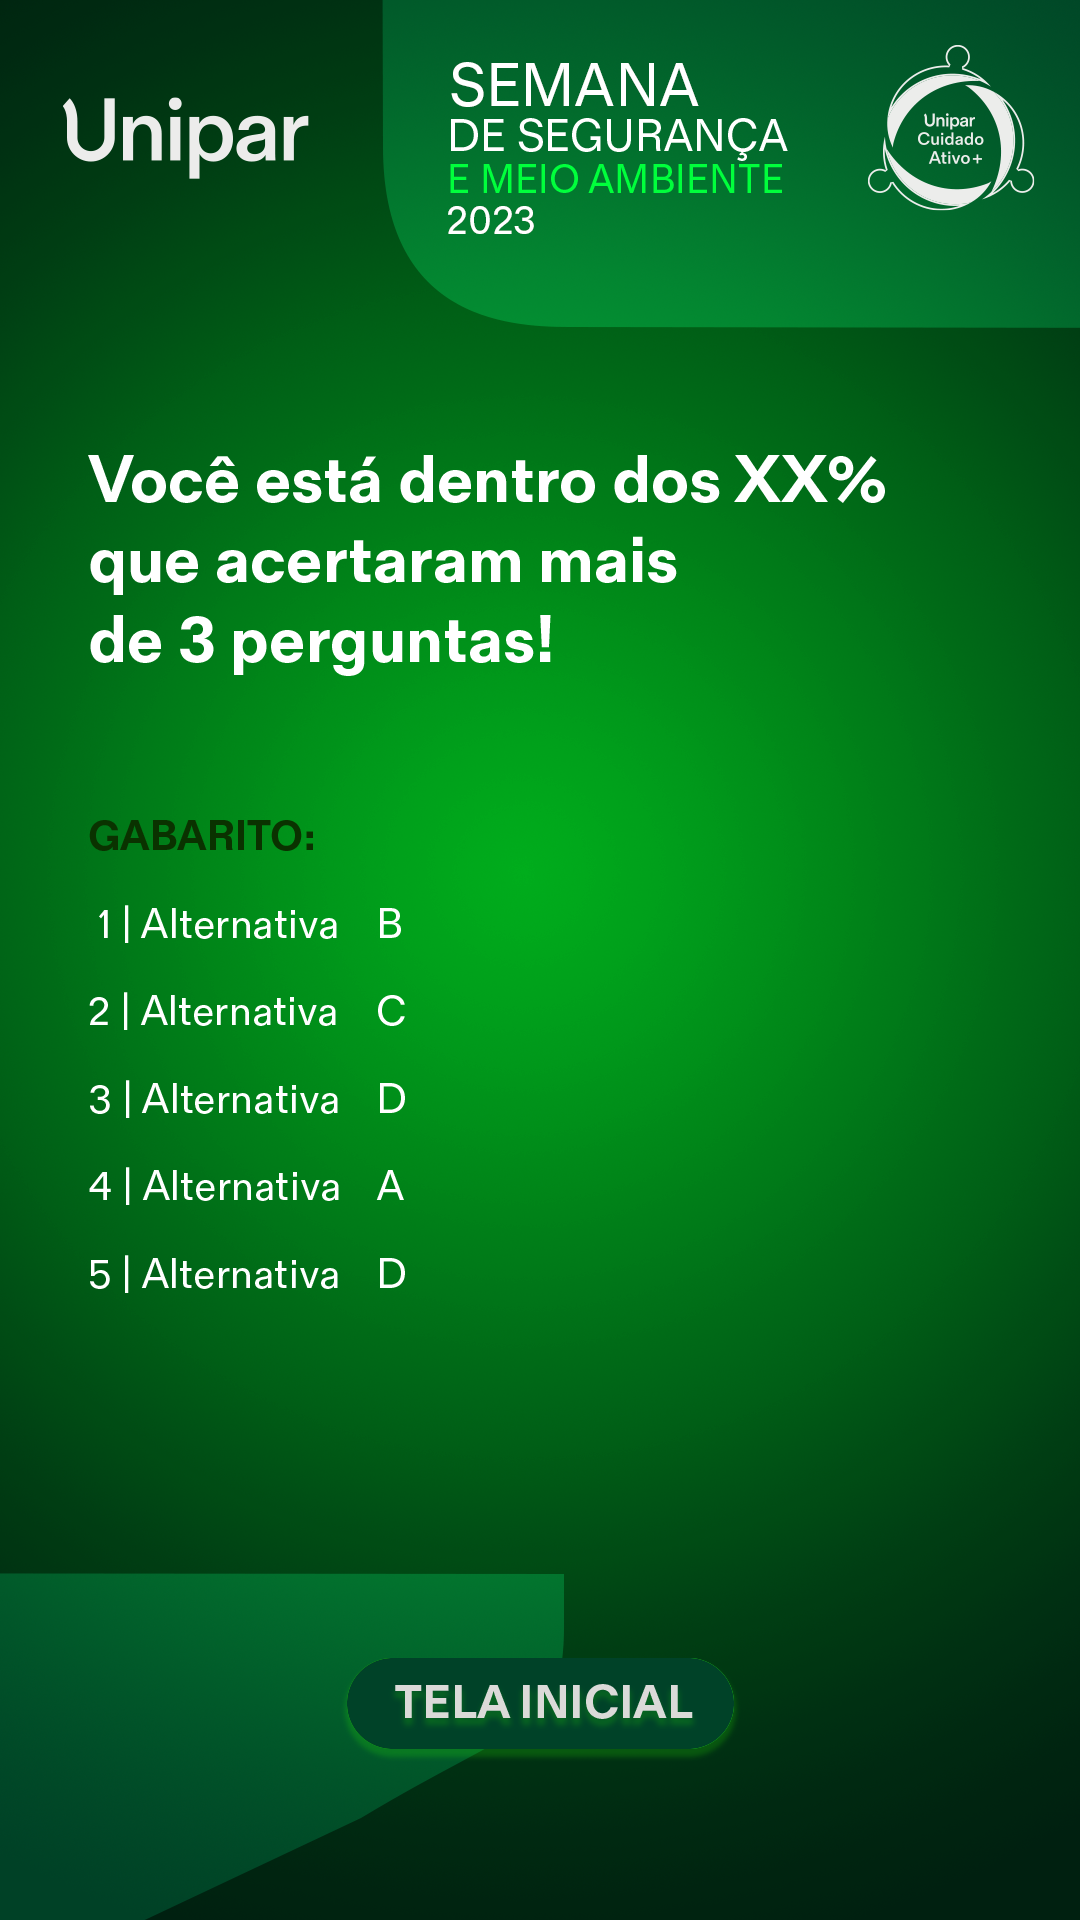 Unipar
SEMANA
DE SEGURANÇA
E MEIO AMBIENTE
2023
Unipar
Cuidado
Ativo+
Você está dentro dos XX%
que acertaram mais
de 3 perguntas!
GABARITO:
1 | Alternativa B
2 | Alternativa C
3 | Alternativa D
4 | Alternativa A
5 | Alternativa D
TELA INICIAL